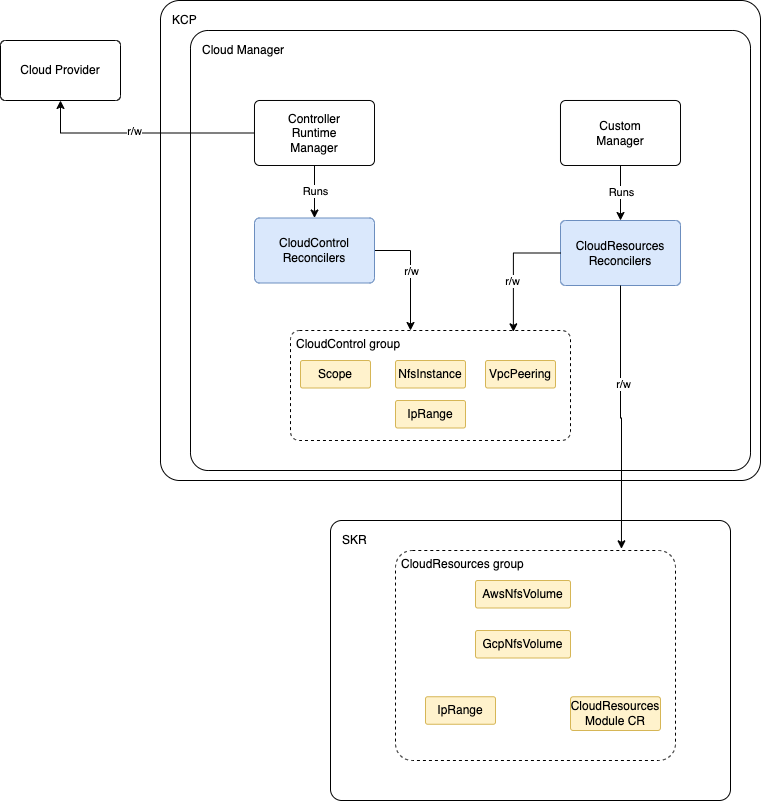 KCP
Cloud Manager
Cloud Provider
Controller
Runtime
Manager
Custom
Manager
r/w
Runs
Runs
CloudControl
Reconcilers
CloudResources
Reconcilers
r/w
r/w
CloudControl group
Scope
NfsInstance
VpcPeering
IpRange
r/w
SKR
CloudResources group
AwsNfsVolume
GcpNfsVolume
IpRange
CloudResources
Module CR